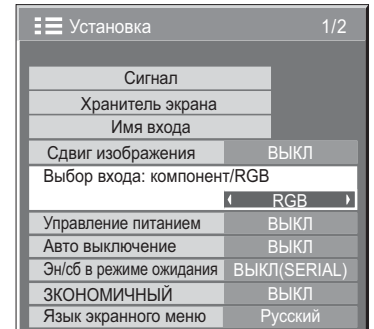 Установка 1/2
Сигнал
Хранитель экрана
Имя входа
Сдвиг изображения ВЫКЛ
Выбор входа: компонент/RGB
RGB
Управление питанием ВЫКЛ
Авто выключение ВЫКЛ
Эн/сб в режиме ожидания ВЫКЛ(SERIAL)
ЗКОНОМИЧНЫЙ ВЫКЛ
Язык экранного меню Русский